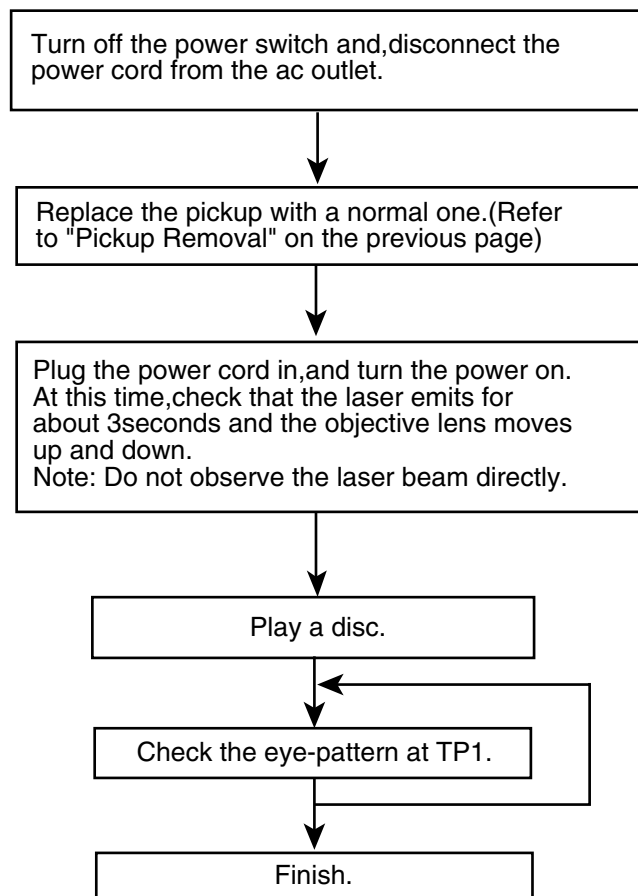 Turn off the power switch and,disconnect the
power cord from the ac outlet.
Replace the pickup with a normal one.(Refer
to "Pickup Removal" on the previous page)
Plug the power cord in,and turn the power on.
At this time,check that the laser emits for
about 3seconds and the objective lens moves
up and down.
Note: Do not observe the laser beam directly.
Play a disc.
Check the eye-pattern at TP1.
Finish.